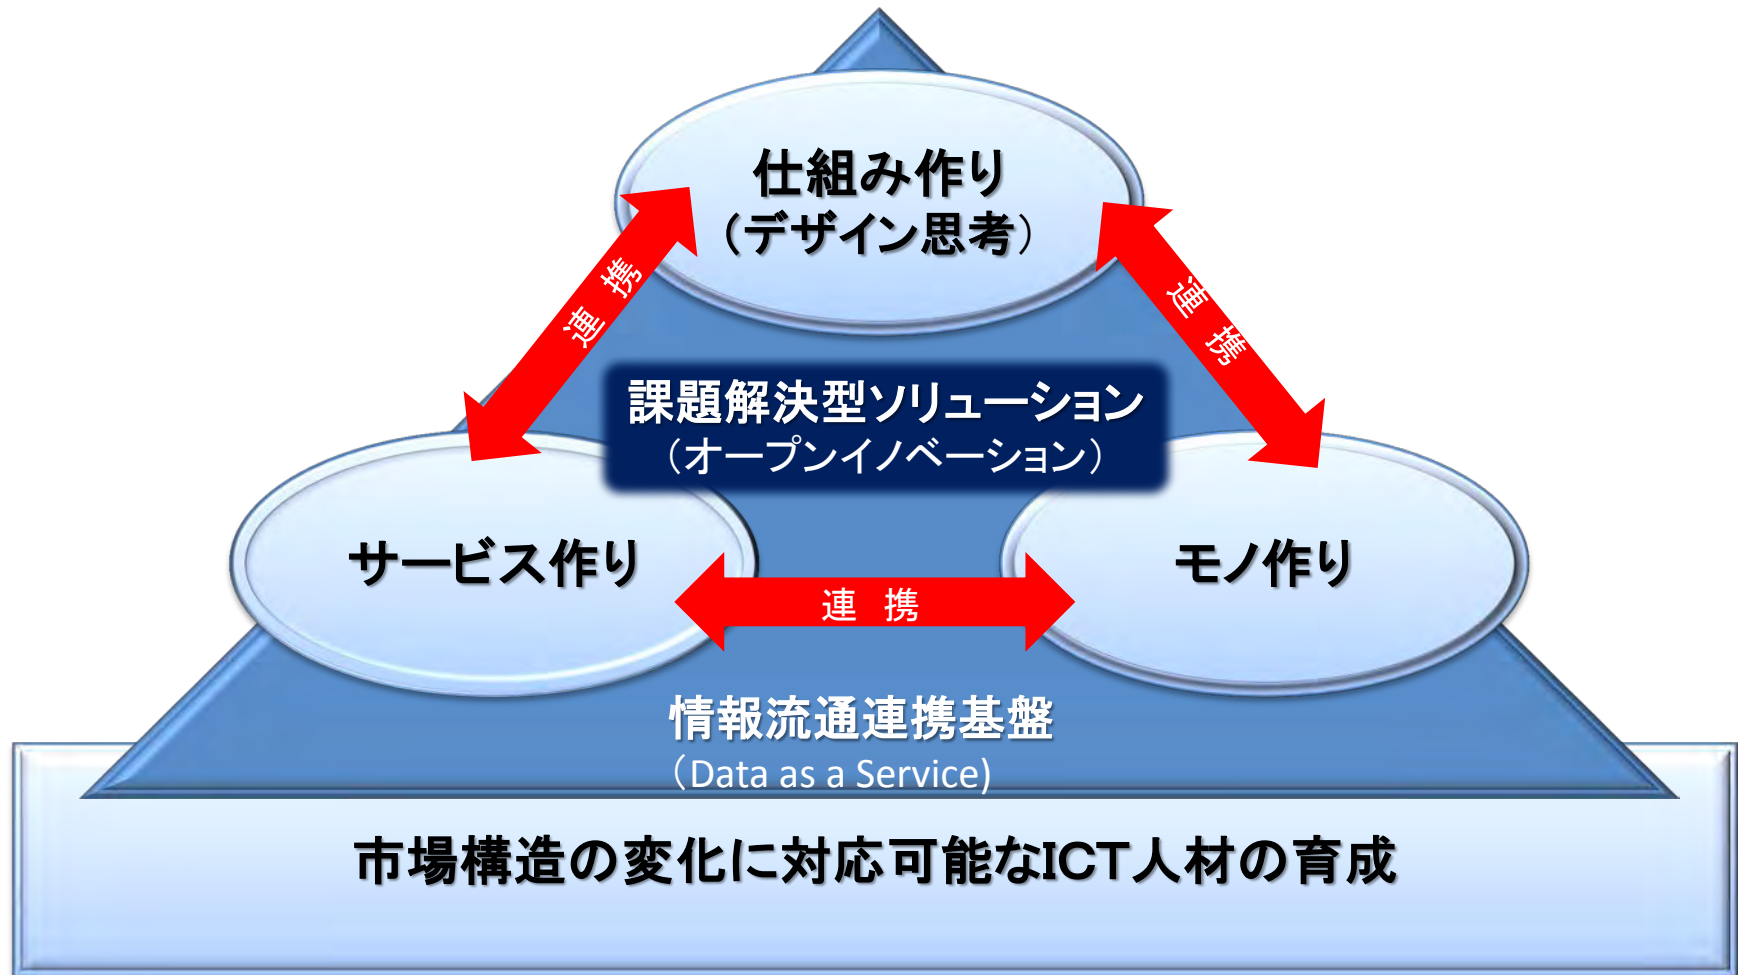 仕組み作り
（デザイン思考）
連 携
連 携
課題解決型ソリューション
（オープンイノベーション）
サービス作り
モノ作り
連 携
情報流通連携基盤
（Data as a Service)
市場構造の変化に対応可能なICT人材の育成